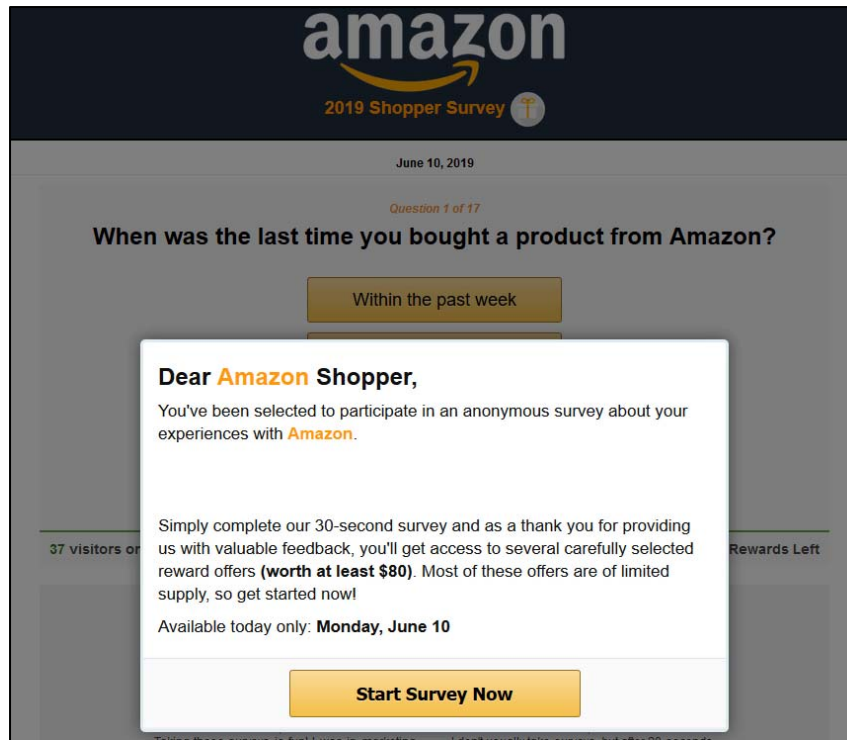 amazon
2019 Shopper Survey
June 10, 2019
Question 1 of 17
When was the last time you bought a product from Amazon?
Within the past week
Dear Amazon Shopper,
You've been selected to participate in an anonymous survey about your
experiences with Amazon.
Simply complete our 30-second survey and as a thank you for providing
us with valuable feedback, you'll get access to several carefully selected
reward offers (worth at least $80). Most of these offers are of limited
supply, so get started now!
Available today only: Monday, June 10
37 visitors or
Rewards Left
Start Survey Now